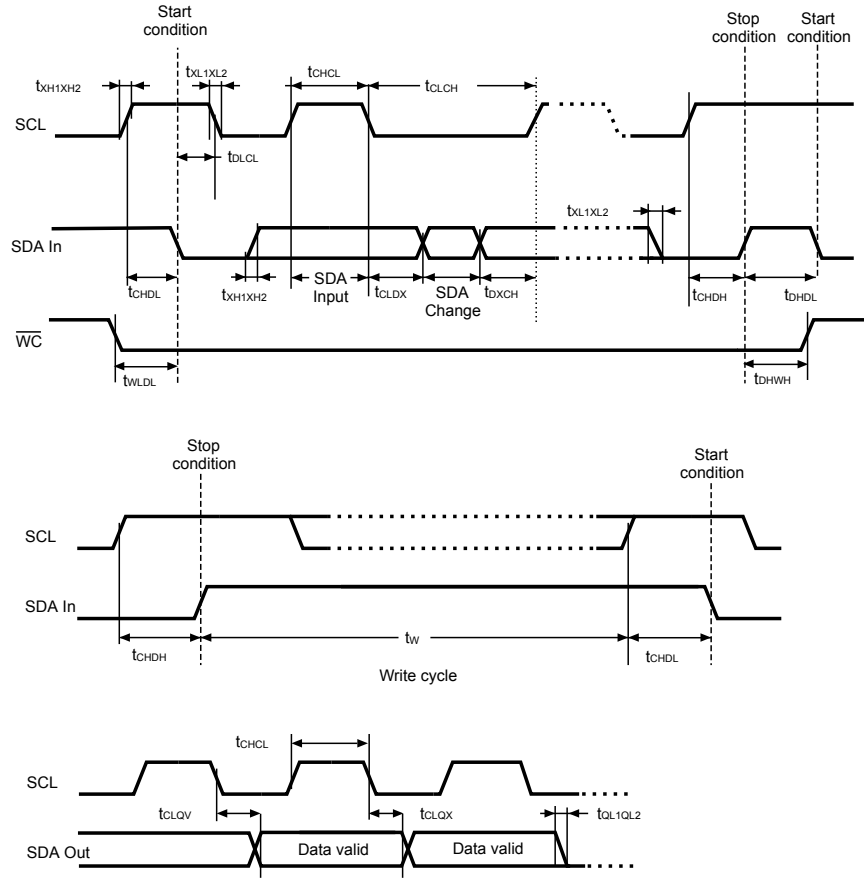 Start
condition
Stop
condition
Start
condition
tXH1XH2
tXL1XL2
tCHCL
tCLCH
SCL
tDLCL
tXL1XL2
SDA In
tCHDL
tXH1XH2
SDA
Input
tCLDX
SDA
Change
tDXCH
tCHDH
tDHDL
WC
tWLDL
tDHWH
Stop
condition
Start
condition
SCL
SDA In
tCHDH
tW
tCHDL
Write cycle
tCHCL
SCL
tCLQV
tCLQX
tQL1QL2
SDA Out
Data valid
Data valid